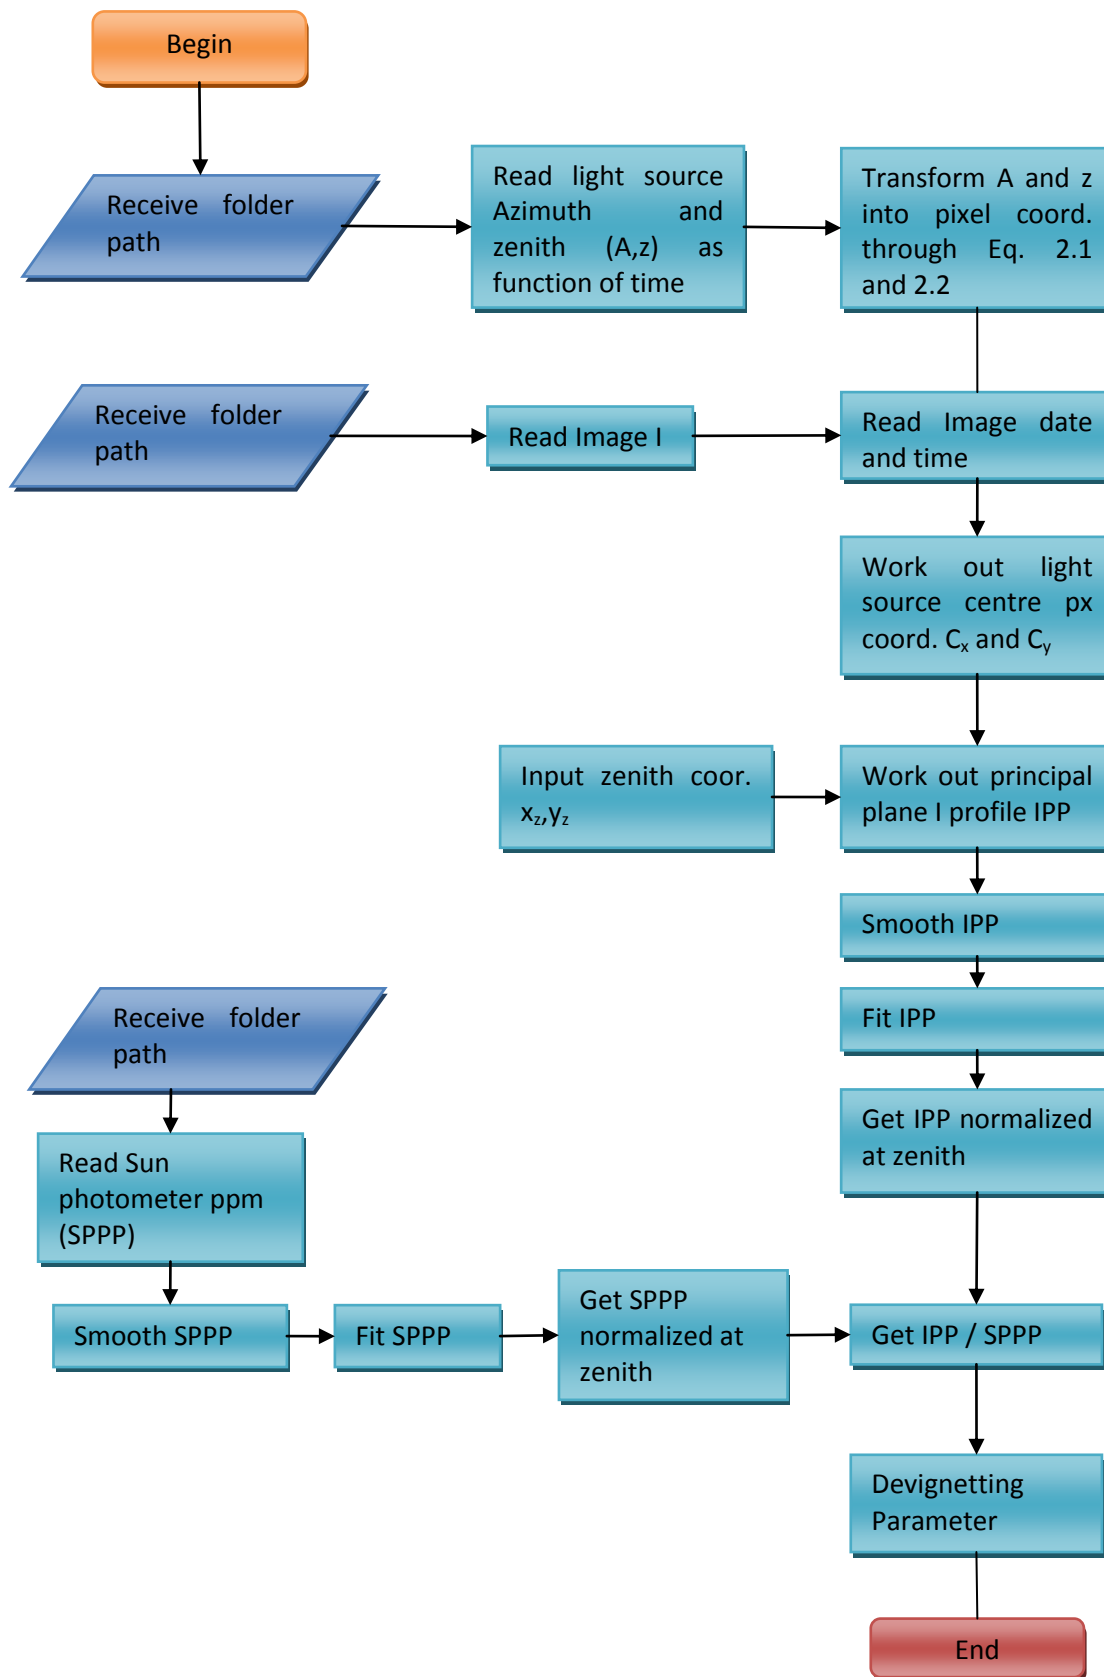 Begin
Receive folder
path
Read light source
Azimuth and
zenith (A,z) as
function of time
Transform A and z
into pixel coord.
through Eq. 2.1
and 2.2
Receive folder
path
Read Image I
Read Image date
and time
Work out light
source centre px
coord. Cx and Cy
Input zenith coor.
xz,yz
Work out principal
plane I profile IPP
Smooth IPP
Fit IPP
Get IPP normalized
at zenith
Receive folder
path
Read Sun
photometer ppm
(SPPP)
Smooth SPPP
Fit SPPP
Get SPPP
normalized at
zenith
Get IPP / SPPP
Devignetting
Parameter
End